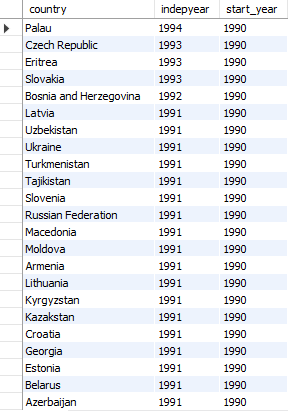 country indepyear start_year
Palau 1994 1990
Czech Republic 1993 1990
Eritrea 1993 1990
Slovakia 1993 1990
Bosnia and Herzegovina 1992 1990
Latvia 1991 1990
Uzbekistan 1991 1990
Ukraine 1991 1990
Turkmenistan 1991 1990
Tajikistan 1991 1990
Slovenia 1991 1990
Russian Federation 1991 1990
Macedonia 1991 1990
Moldova 1991 1990
Armenia 1991 1990
Lithuania 1991 1990
Kyrgyzstan 1991 1990
Kazakstan 1991 1990
Croatia 1991 1990
Georgia 1991 1990
Estonia 1991 1990
Belarus 1991 1990
Azerbaijan 1991 1990